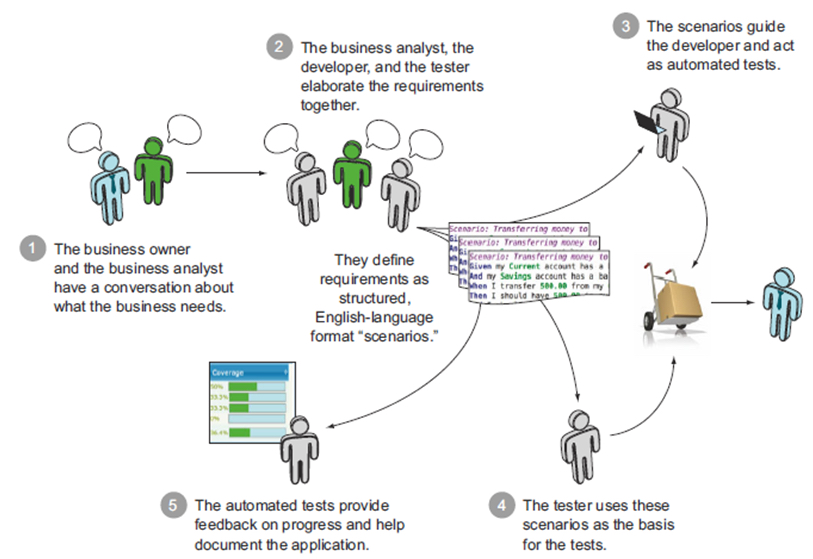 3 The scenarios guide
the developer and act
as automated tests.
2 The business analyst, the
developer, and the tester
elaborate the requirements
together.
1 The business owner
and the business analyst
have a conversation about
what the business needs.
They define
requirements as
structured,
English-language
format “scenarios.”
Scenario: Transferring money to
Scenario: Transferring money to
Scenario: Transferring money to
Given my Current account has a
And my Savings account has a ba
When I transfer 500.00 from my
Then I should have
Coverage
50%
33.3%
33.3%
5 The automated tests provide
feedback on progress and help
document the application.
4 The tester uses these
scenarios as the basis
for the tests.